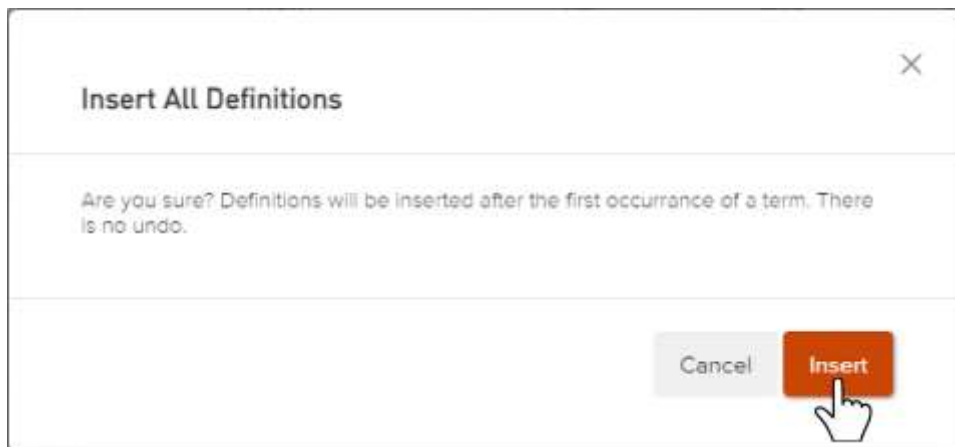 Insert All Definitions
Are you sure? Definitions will be inserted after the first occurrance of a term. There
is no undo.
Cancel
Insert